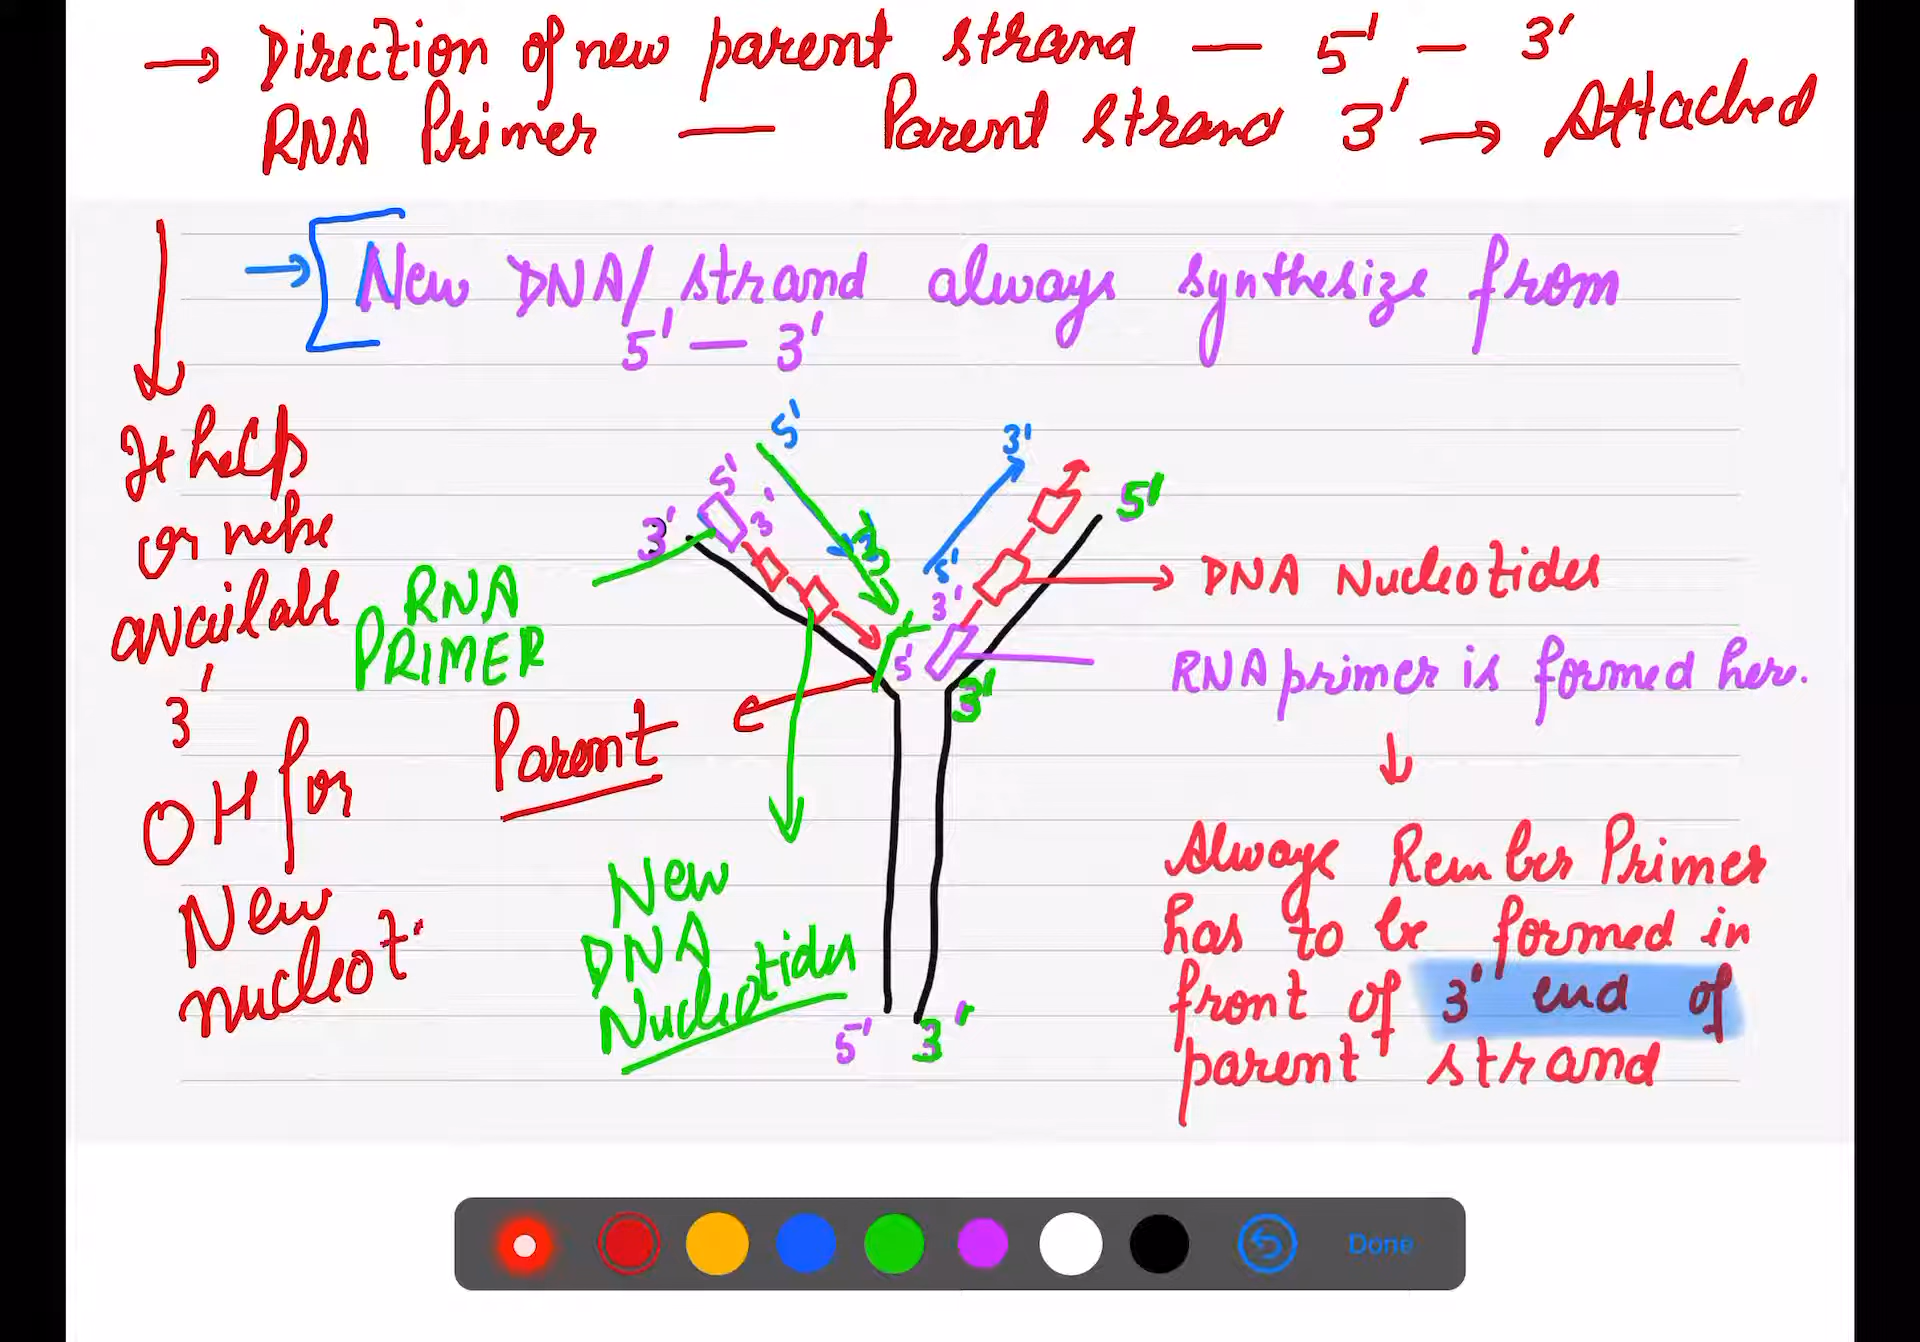 → Direction of new parent strand — 5' — 3'
RNA Primer — Parent strand 3' → Attached
→ [New DNA/strand always synthesize from
5' — 3'
It help
or
availabl
3'
OH for
New
nucleot
5'
3'
5'
3'
3'
3
3'
5'
5'
3'
5'
3'
RNA
PRIMER
Parent
New
DNA
Nucleotides
5'
3'
DNA Nucleotides
RNA primer is formed here.
↓
Always Remnber Primer
has to be formed in
front of 3' end of
parent strand
Done